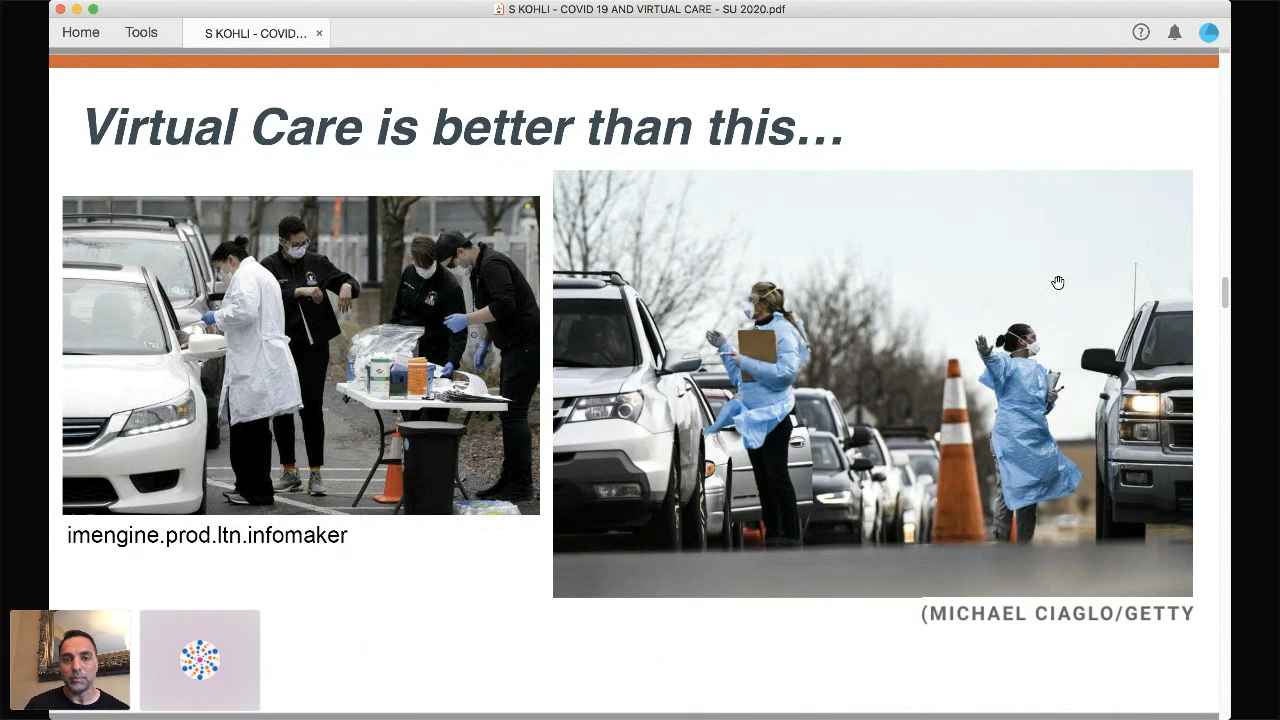 S KOHLI - COVID 19 AND VIRTUAL CARE - SU 2020.pdf
Home Tools S KOHLI - COVID... ×
Virtual Care is better than this...
imengine.prod.ltn.infomaker
(MICHAEL CIAGLO/GETTY